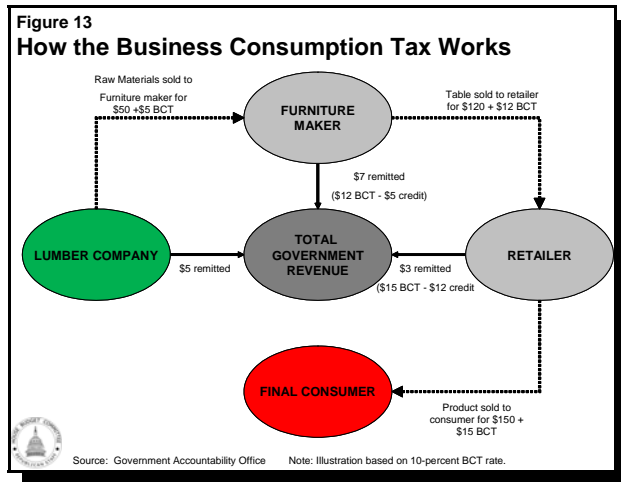 Figure 13
How the Business Consumption Tax Works
Raw Materials sold to
Furniture maker for
$50 +$5 BCT
FURNITURE
MAKER
Table sold to retailer
for $120 + $12 BCT
$7 remitted
($12 BCT - $5 credit)
LUMBER COMPANY
$5 remitted
TOTAL
GOVERNMENT
REVENUE
$3 remitted
($15 BCT - $12 credit
RETAILER
FINAL CONSUMER
Product sold to
consumer for $150 +
$15 BCT
HOUSE BUDGET COMMITTEE
Source: Government Accountability Office Note: Illustration based on 10-percent BCT rate.